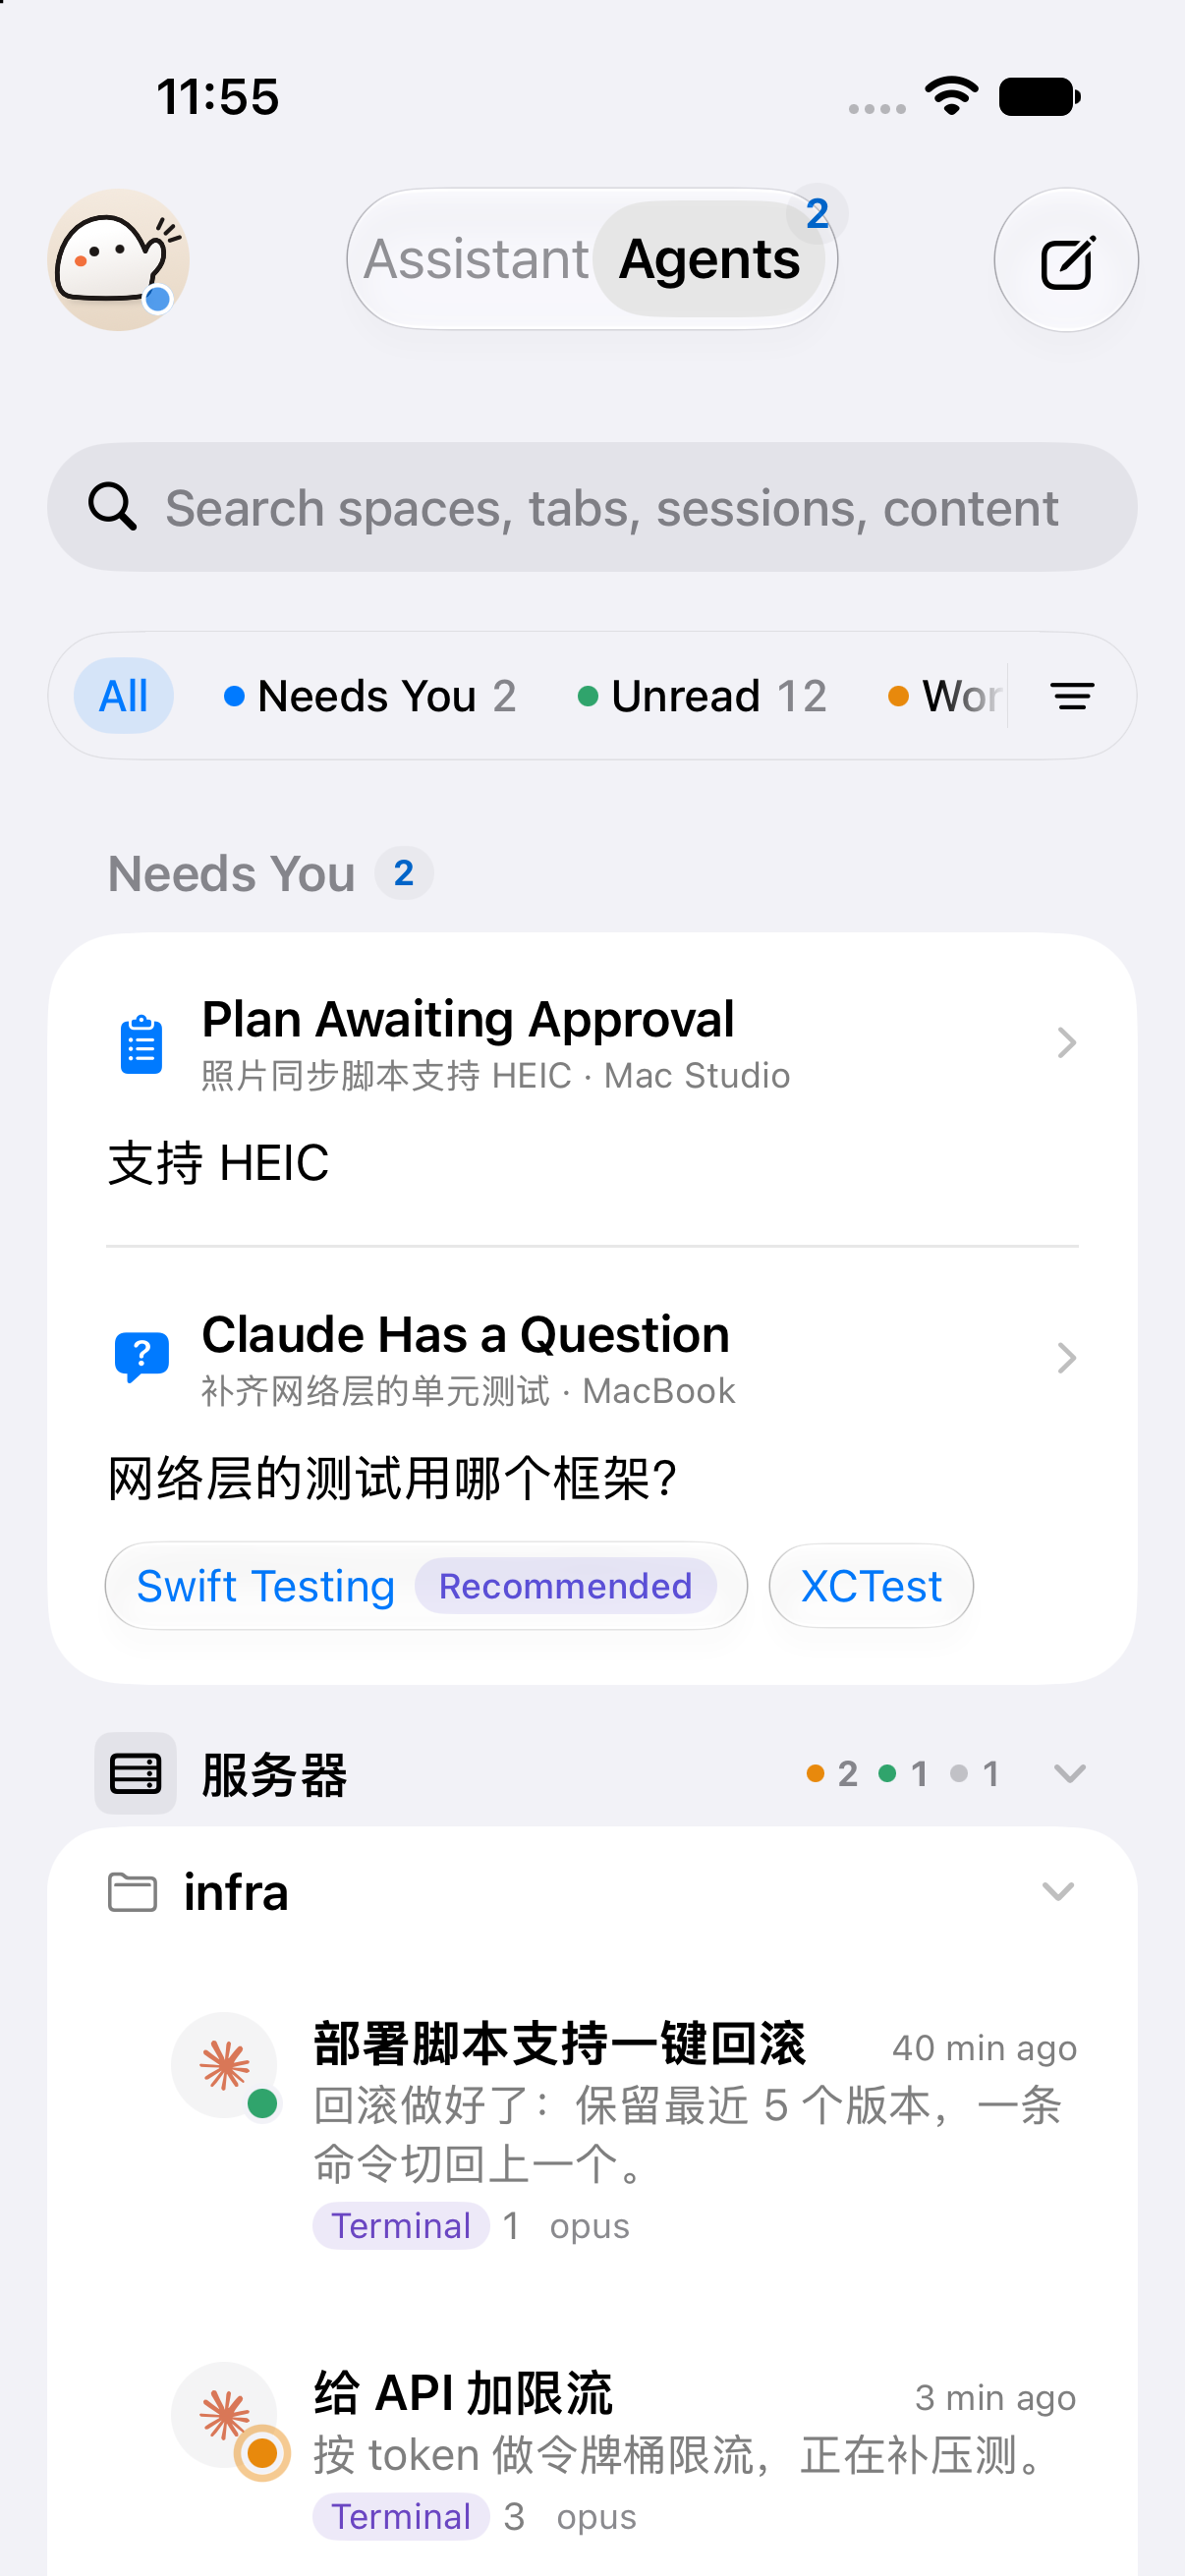 11:55
Assistant Agents 2
Search spaces, tabs, sessions, content
All Needs You 2 Unread 12 Wor
Needs You 2
Plan Awaiting Approval
照片同步脚本支持 HEIC · Mac Studio
支持 HEIC
Claude Has a Question
补齐网络层的单元测试 · MacBook
网络层的测试用哪个框架?
Swift Testing Recommended XCTest
服务器 2 1 1
infra
部署脚本支持一键回滚 40 min ago
回滚做好了：保留最近 5 个版本，一条
命令切回上一个。
Terminal 1 opus
给 API 加限流 3 min ago
按 token 做令牌桶限流，正在补压测。
Terminal 3 opus